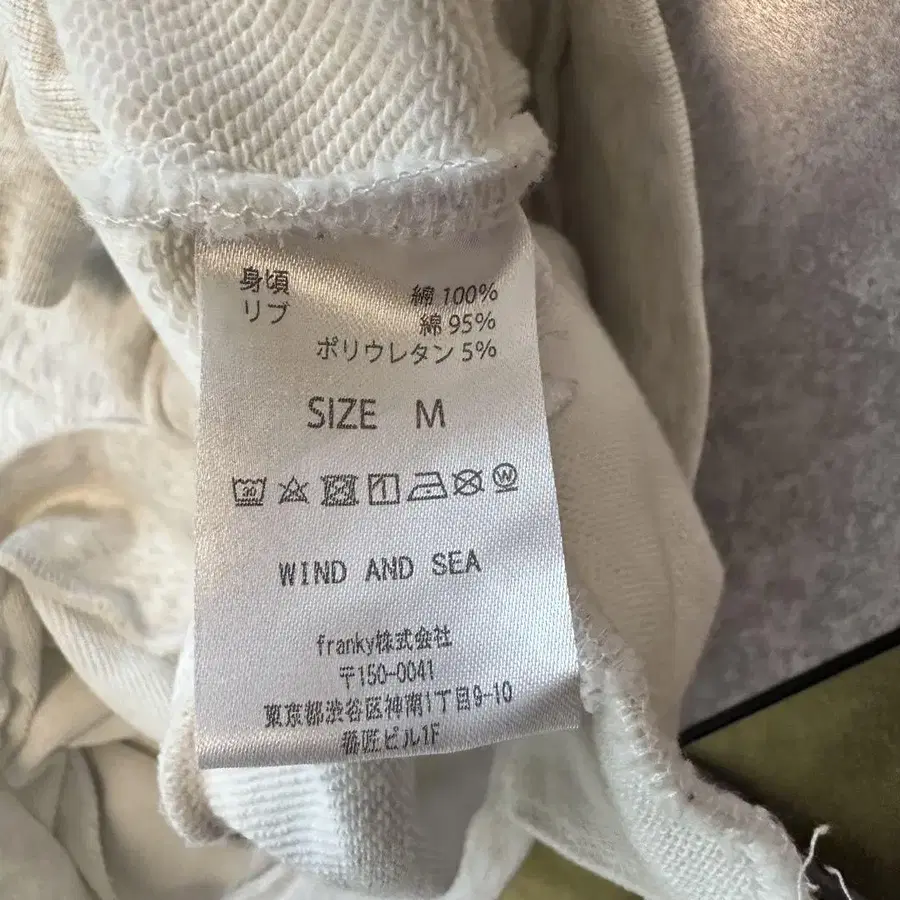 身頃 綿 100%
リブ 綿 95%
ポリウレタン 5%
SIZE M
30 W
WIND AND SEA
franky株式会社
〒150-0041
東京都渋谷区神南1丁目9-10
番匠ビル1F